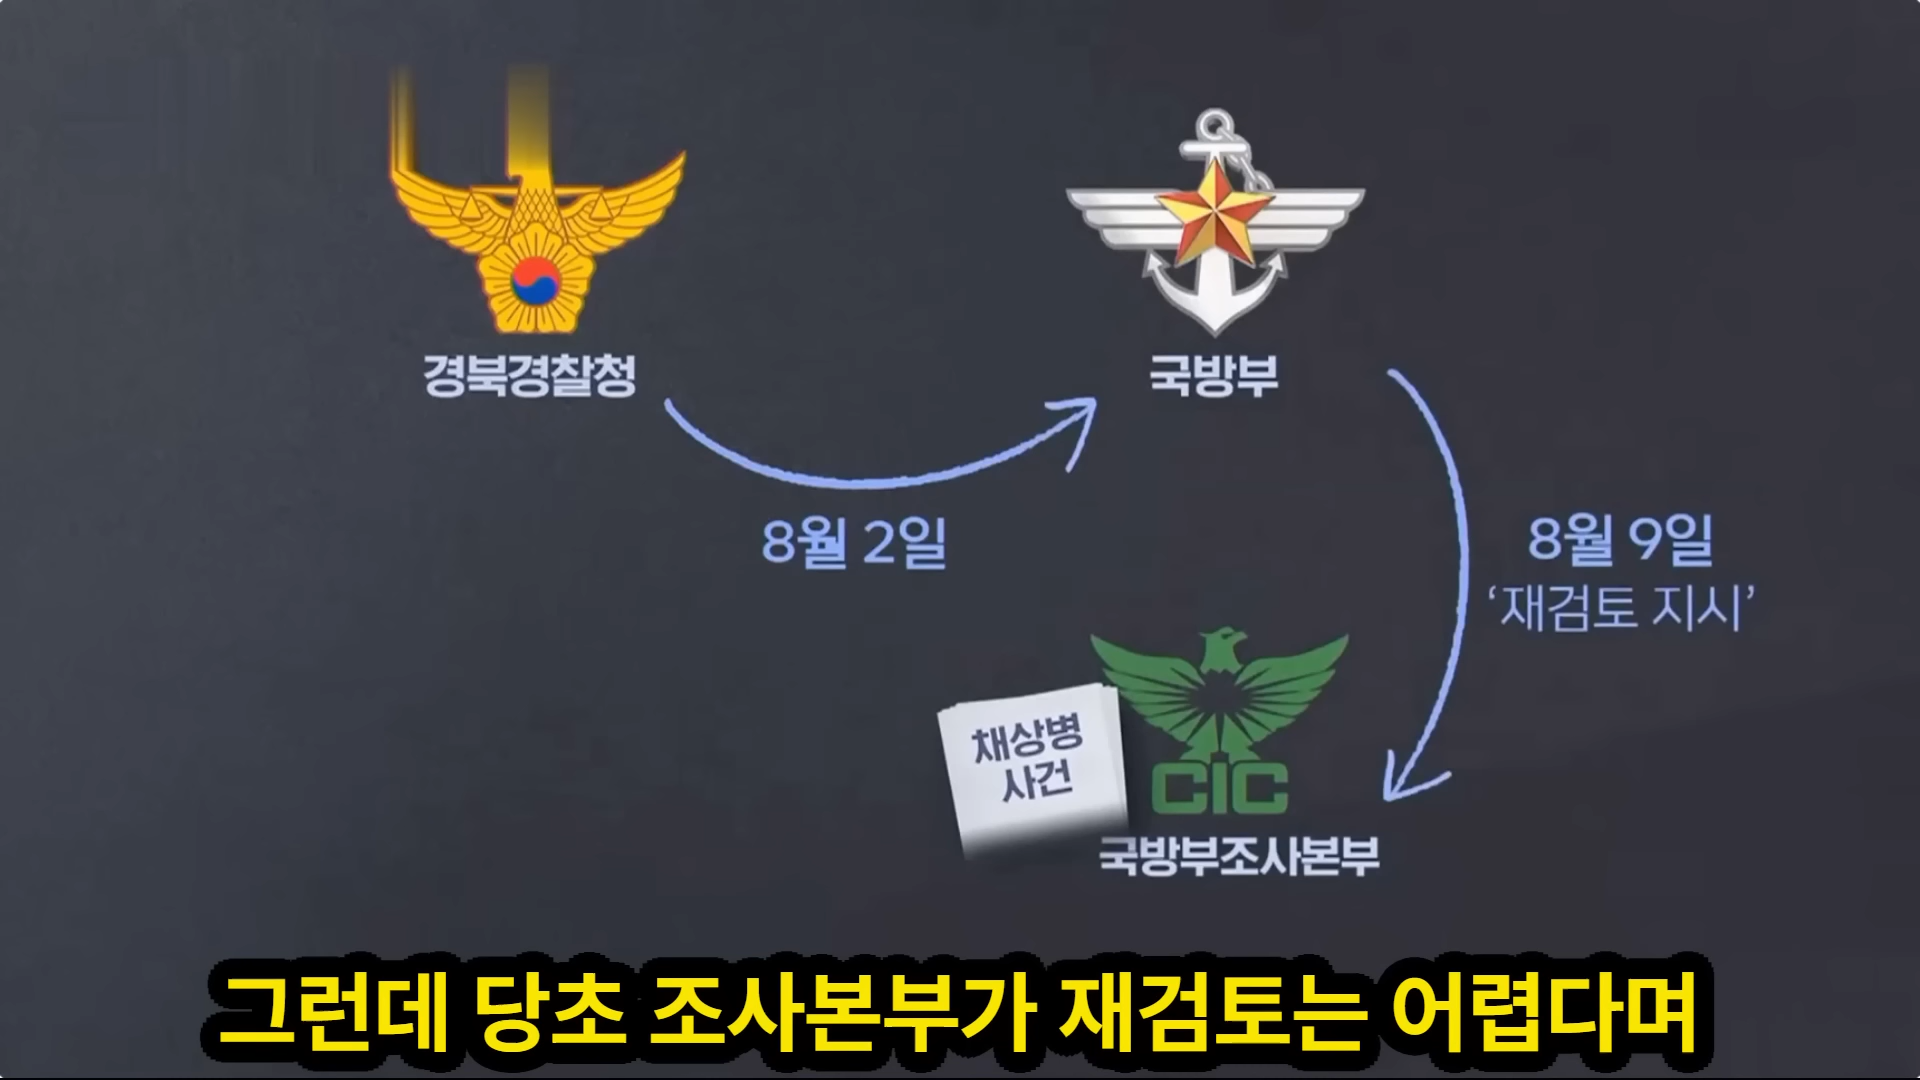 경북경찰청
국방부
8월 2일
8월 9일
‘재검토 지시’
채상병
사건
CIC
국방부조사본부
그런데 당초 조사본부가 재검토는 어렵다며